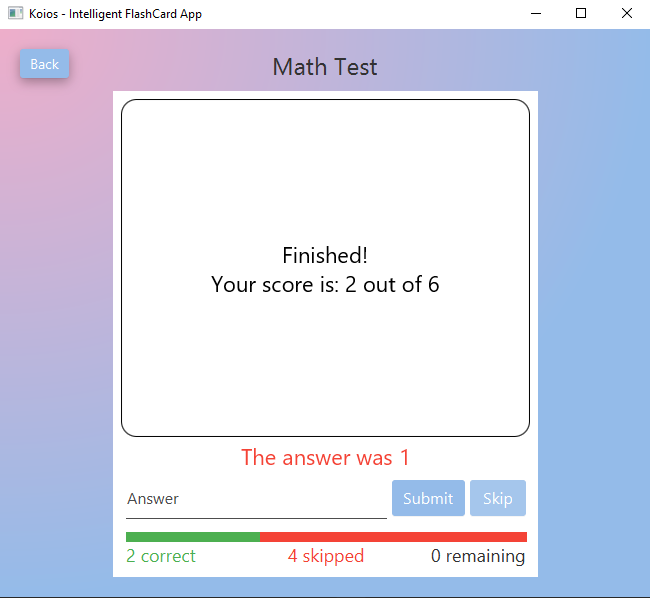 Koios - Intelligent FlashCard App
Back
Math Test
Finished!
Your score is: 2 out of 6
The answer was 1
Answer
Submit
Skip
2 correct
4 skipped
0 remaining